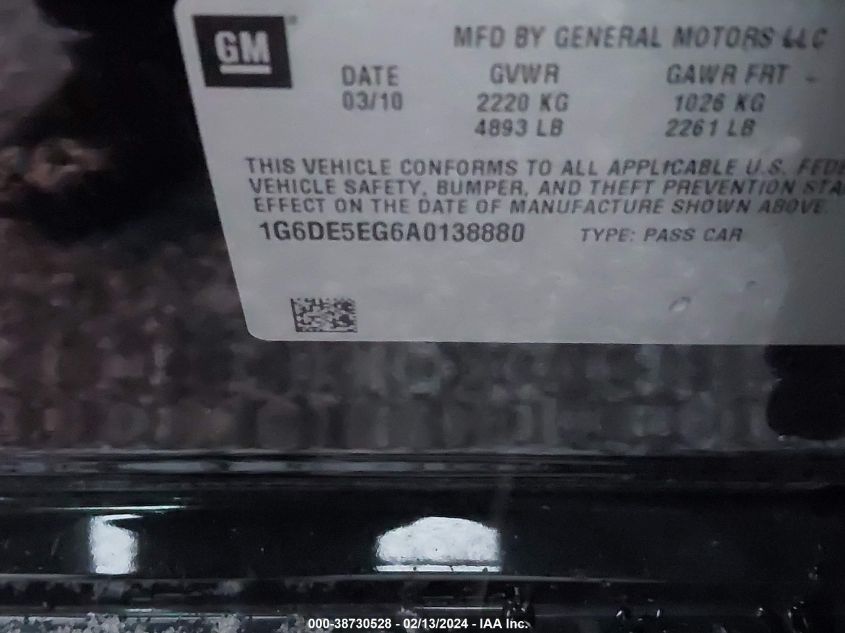 GM
MFD BY GENERAL MOTORS LLC
DATE GVWR GAWR FRT
03/10 2220 KG 1026 KG
4893 LB 2261 LB
THIS VEHICLE CONFORMS TO ALL APPLICABLE U.S. FEDE
VEHICLE SAFETY, BUMPER, AND THEFT PREVENTION STA
EFFECT ON THE DATE OF MANUFACTURE SHOWN ABOVE.
1G6DE5EG6A0138880 TYPE: PASS CAR
000-38730528 - 02/13/2024 - IAA Inc.